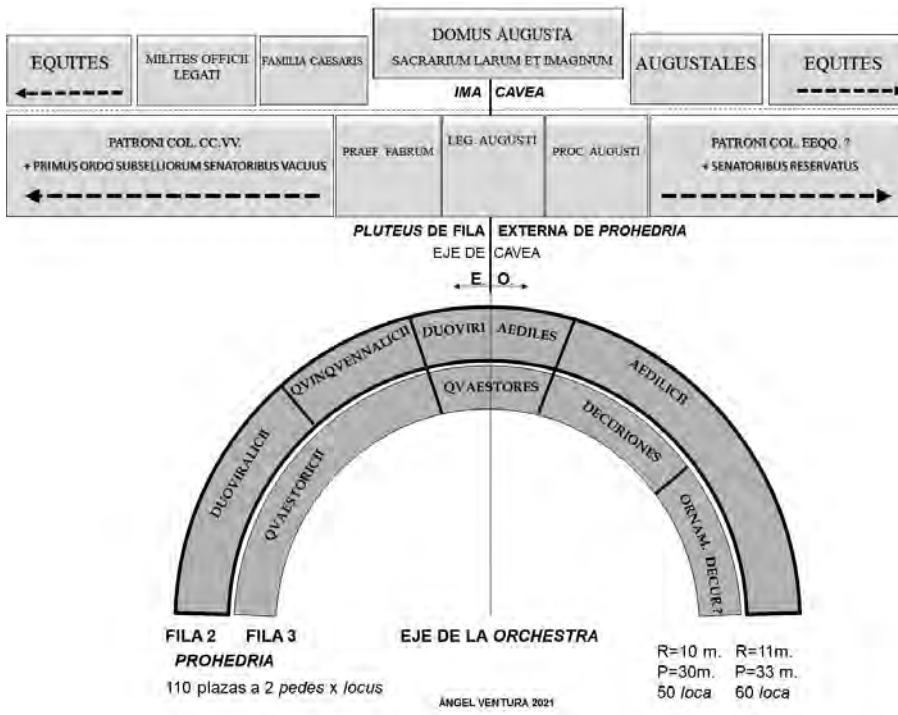 DOMUS AUGUSTA
SACRARIUM LARUM ET IMAGINUM
EQUITES
MILITES OFFICII
LEGATI
FAMILIA CAESARIS
AUGUSTALES
EQUITES
IMA CAVEA
PATRONI COL. CC.VV.
+ PRIMUS ORDO SUBSELLIORUM SENATORIBUS VACUUS
PRAEF. FABRUM
LEG. AUGUSTI
PROC. AUGUSTI
PATRONI COL. EEQQ. ?
+ SENATORIBUS RESERVATUS
PLUTEUS DE FILA EXTERNA DE PROHEDRIA
EJE DE CAVEA
E O
DUOVIRALICII
QVINQVENNALICII
DUOVIRI
AEDILES
AEDILICII
QVAESTORICII
QVAESTORES
DECURIONES
ORNAM. DECUR?
FILA 2 FILA 3
PROHEDRIA
110 plazas a 2 pedes x locus
EJE DE LA ORCHESTRA
R=10 m. R=11m.
P=30m. P=33 m.
50 loca 60 loca
ÁNGEL VENTURA 2021